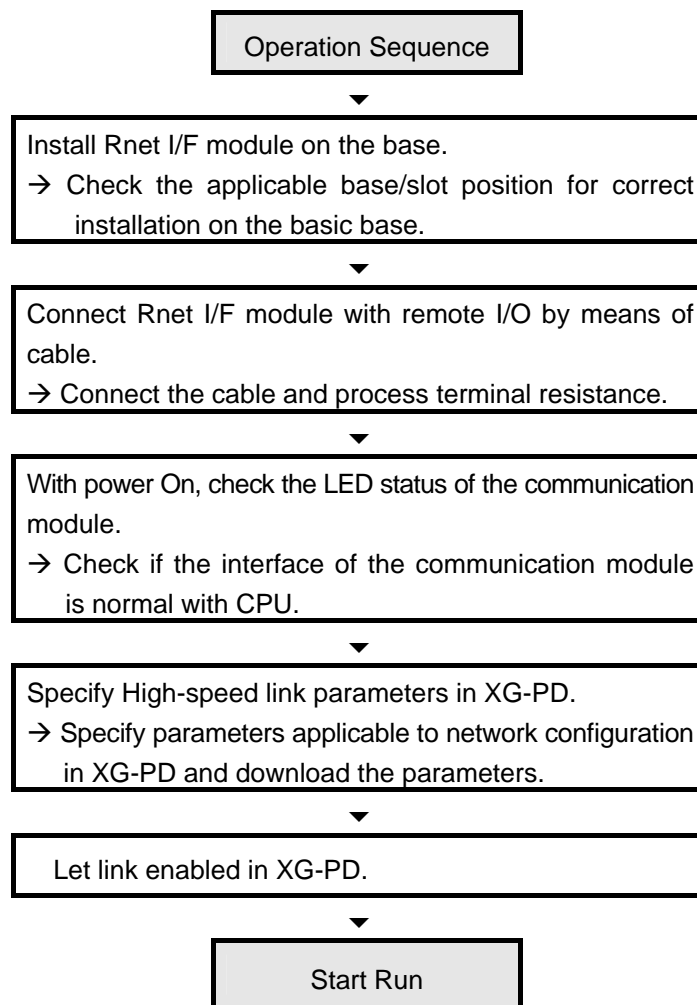 Operation Sequence
Install Rnet I/F module on the base.
→ Check the applicable base/slot position for correct
installation on the basic base.
Connect Rnet I/F module with remote I/O by means of
cable.
→ Connect the cable and process terminal resistance.
With power On, check the LED status of the communication
module.
→ Check if the interface of the communication module
is normal with CPU.
Specify High-speed link parameters in XG-PD.
→ Specify parameters applicable to network configuration
in XG-PD and download the parameters.
Let link enabled in XG-PD.
Start Run